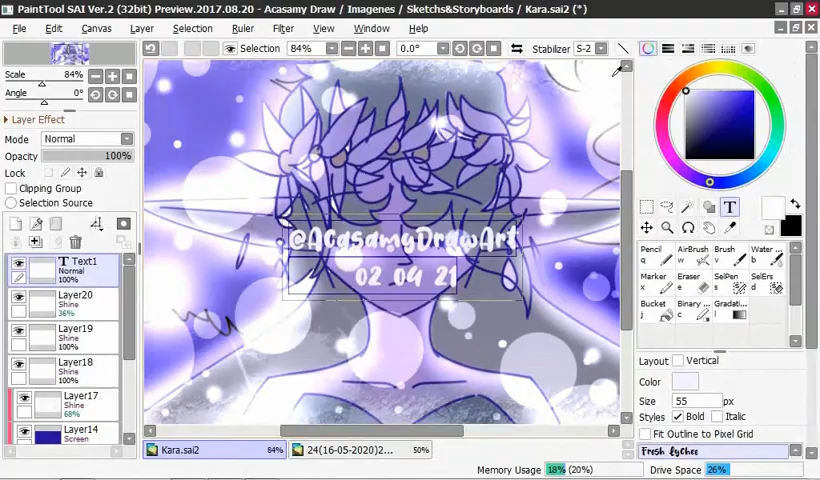 PaintTool SAI Ver.2 (32bit) Preview.2017.08.20 - Acasamy Draw / Imagenes / Sketchs&Storyboards / Kara.sai2 (*)
File Edit Canvas Layer Selection Ruler Filter View Window Help
Selection 84% 0.0° Stabilizer S-2
Scale 84%
Angle 0°
Layer Effect
Mode Normal
Opacity 100%
Lock
Clipping Group
Selection Source
T Text1
Normal
100%
Layer20
Shine
36%
Layer19
Shine
100%
Layer18
Shine
100%
Layer17
Shine
68%
Layer14
Screen
@AcasamyDrawArt
02 04 21
T
Pencil q
AirBrush w
Brush v
Water ... b
Marker x
Eraser e
SelPen s
SelErs d
Bucket j
Binary ... c
Gradati... l
Layout: Vertical
Color
Size 55 px
Styles Bold Italic
Fit Outline to Pixel Grid
Fresh Lychee
Kara.sai2 84%
24(16-05-2020)2... 50%
Memory Usage 18% (20%) Drive Space 26%